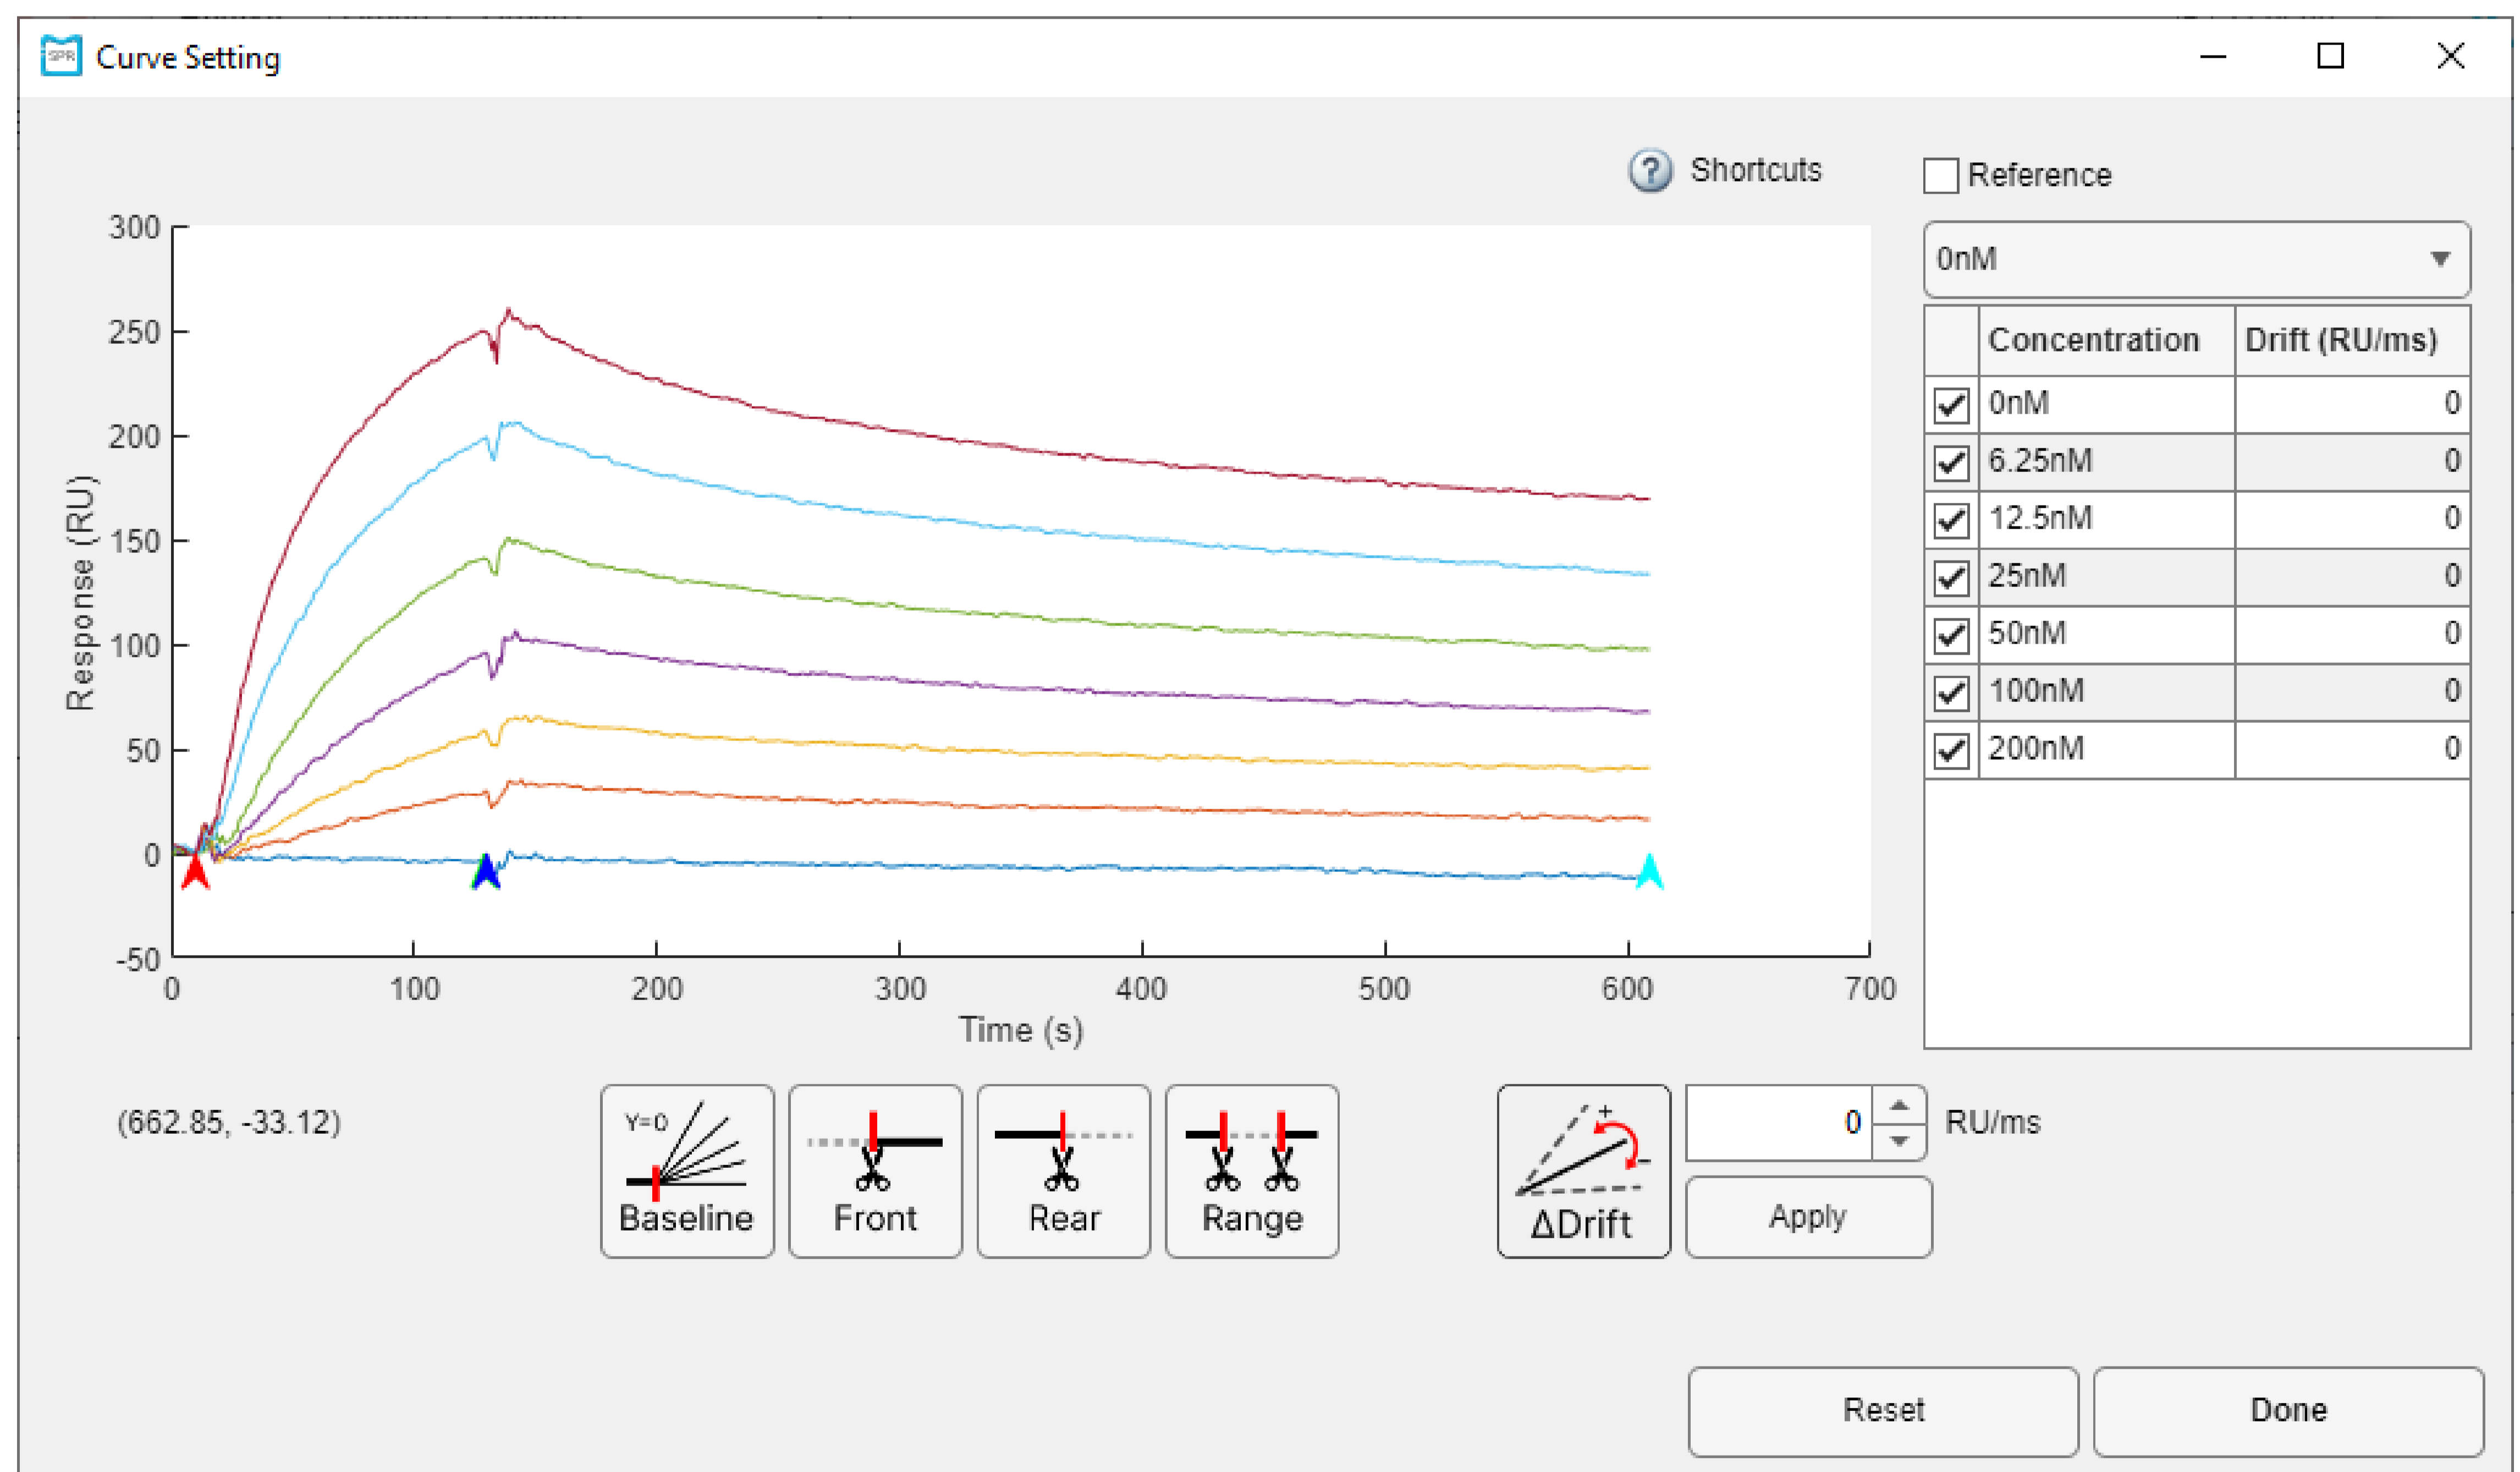 SPR Curve Setting
? Shortcuts
Reference
0nM
Concentration Drift (RU/ms)
0nM 0
6.25nM 0
12.5nM 0
25nM 0
50nM 0
100nM 0
200nM 0
Response (RU)
300
250
200
150
100
50
0
-50
0 100 200 300 400 500 600 700
Time (s)
(662.85, -33.12)
Y=0
Baseline
Front
Rear
Range
+
−
ΔDrift
0 RU/ms
Apply
Reset
Done